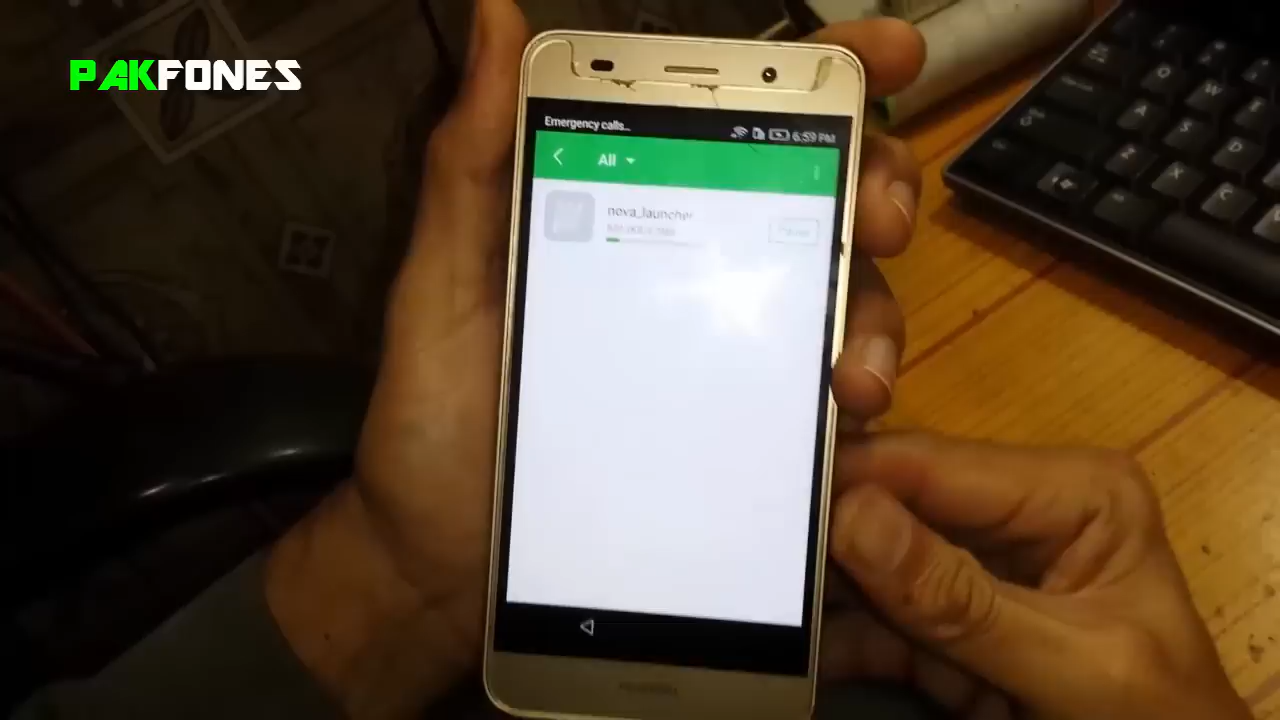 PAKFONES
Emergency calls...
6:59 PM
All
nova_launcher
Q
W
E
A
S
D
Z
X
C